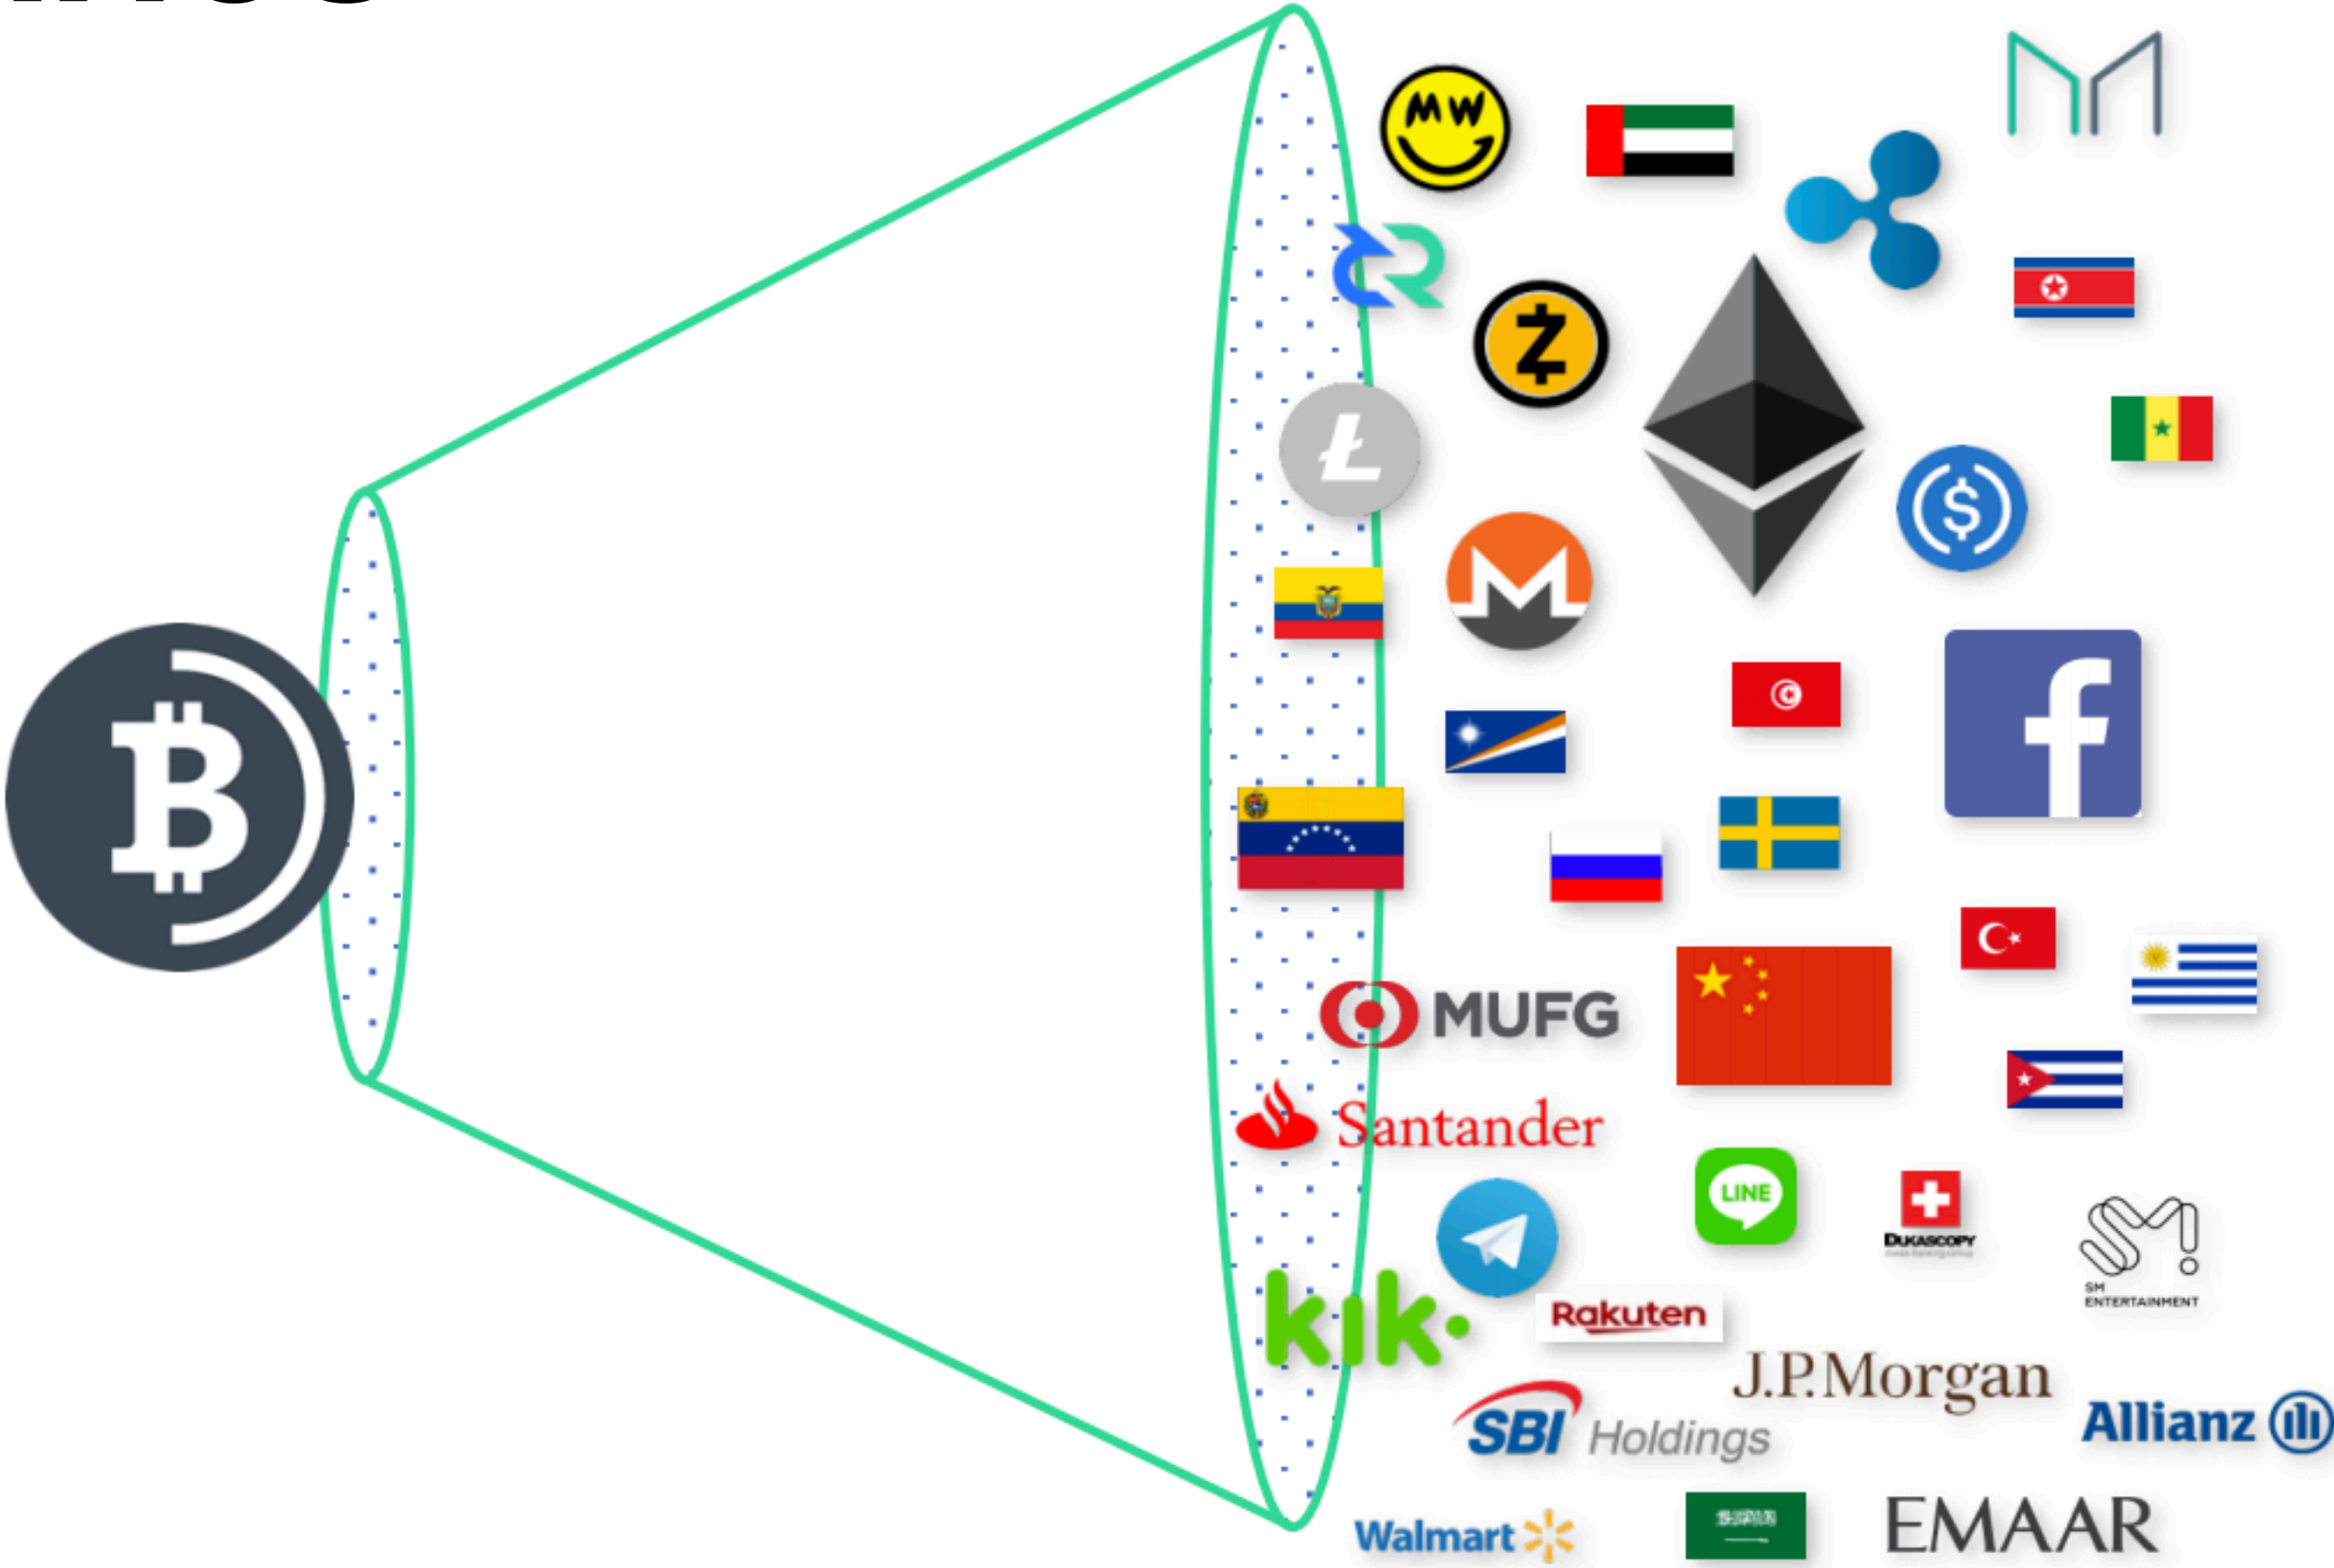 MW
MUFG
Santander
LINE
DUKASCOPY
SM
ENTERTAINMENT
kik·
Rakuten
J.P.Morgan
SBI Holdings
Allianz
Walmart
EMAAR